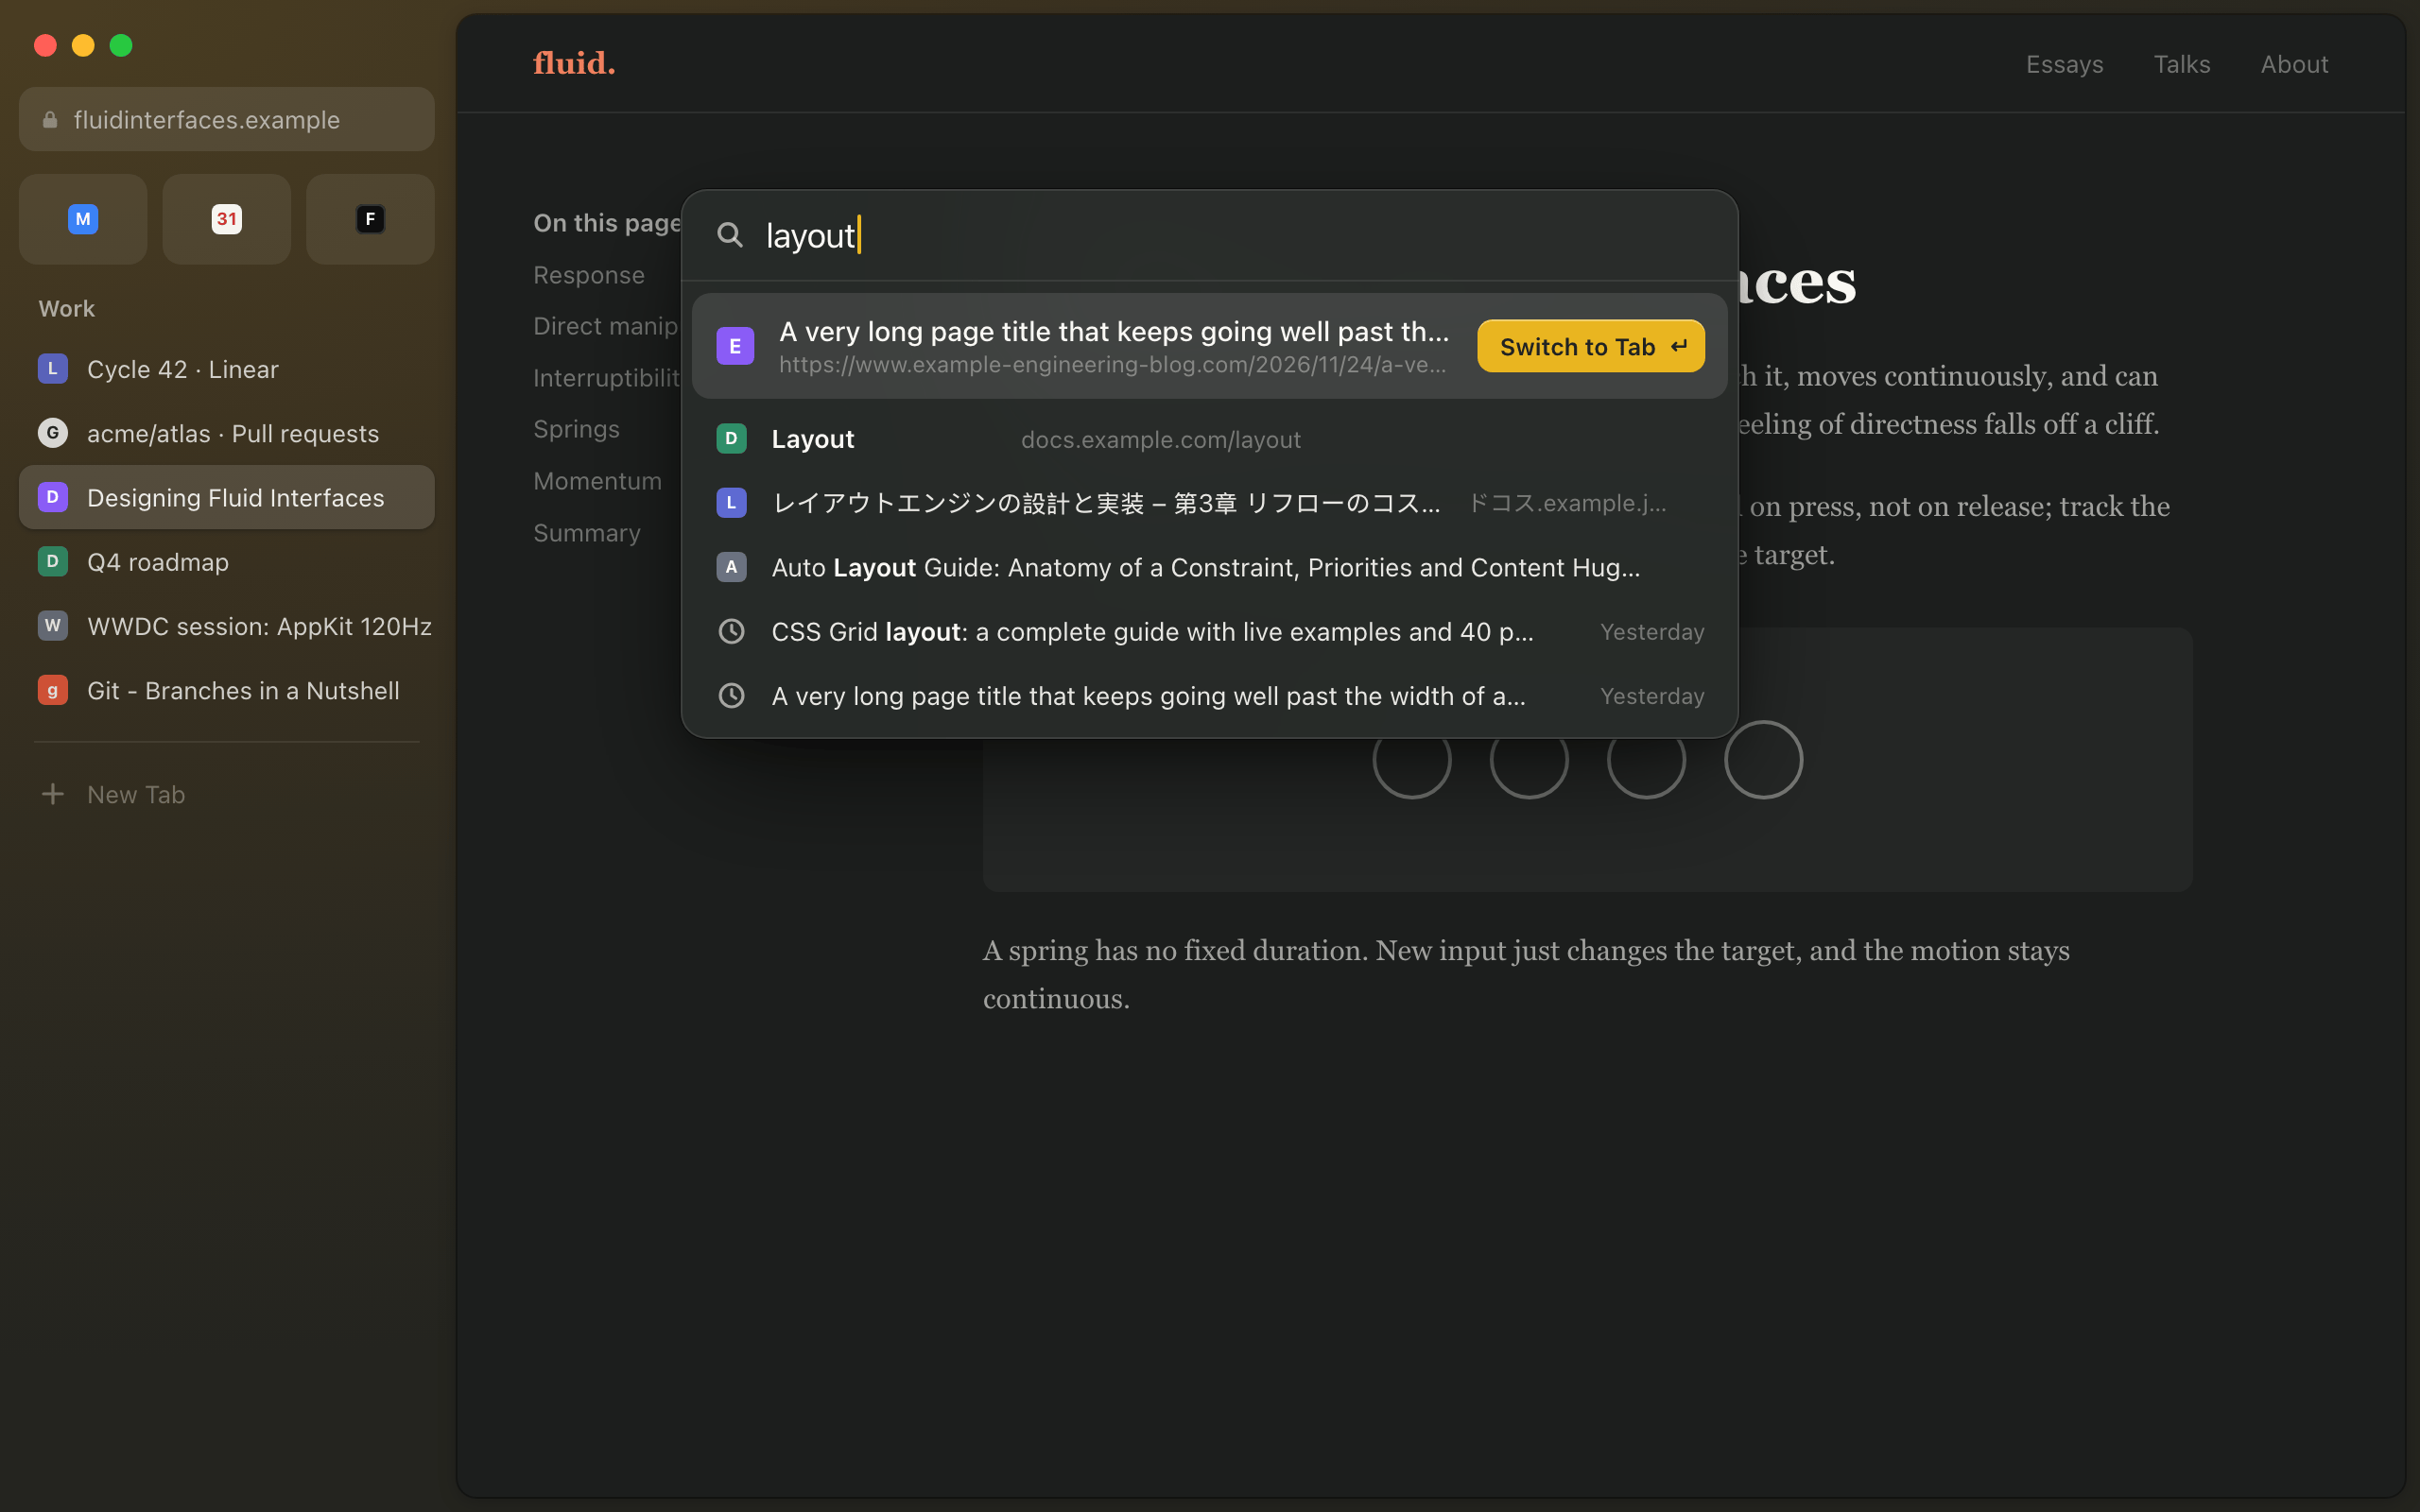 fluidinterfaces.example
M
31
F
Work
L Cycle 42 · Linear
G acme/atlas · Pull requests
D Designing Fluid Interfaces
D Q4 roadmap
W WWDC session: AppKit 120Hz
g Git - Branches in a Nutshell
New Tab
fluid.
Essays
Talks
About
On this page
Response
Direct manip
Interruptibilit
Springs
Momentum
Summary
layout
E A very long page title that keeps going well past th…
https://www.example-engineering-blog.com/2026/11/24/a-ve…
Switch to Tab ↵
D Layout docs.example.com/layout
L レイアウトエンジンの設計と実装 – 第3章 リフローのコス… ドコス.example.j…
A Auto Layout Guide: Anatomy of a Constraint, Priorities and Content Hug…
CSS Grid layout: a complete guide with live examples and 40 p… Yesterday
A very long page title that keeps going well past the width of a… Yesterday
aces
h it, moves continuously, and can
eeling of directness falls off a cliff.
on press, not on release; track the
target.
A spring has no fixed duration. New input just changes the target, and the motion stays
continuous.